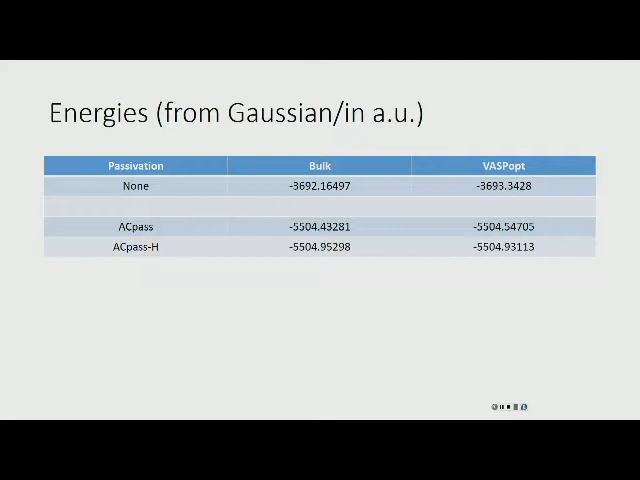 Energies (from Gaussian/in a.u.)
Passivation Bulk VASPopt
None -3692.16497 -3693.3428
ACpass -5504.43281 -5504.54705
ACpass-H -5504.95298 -5504.93113